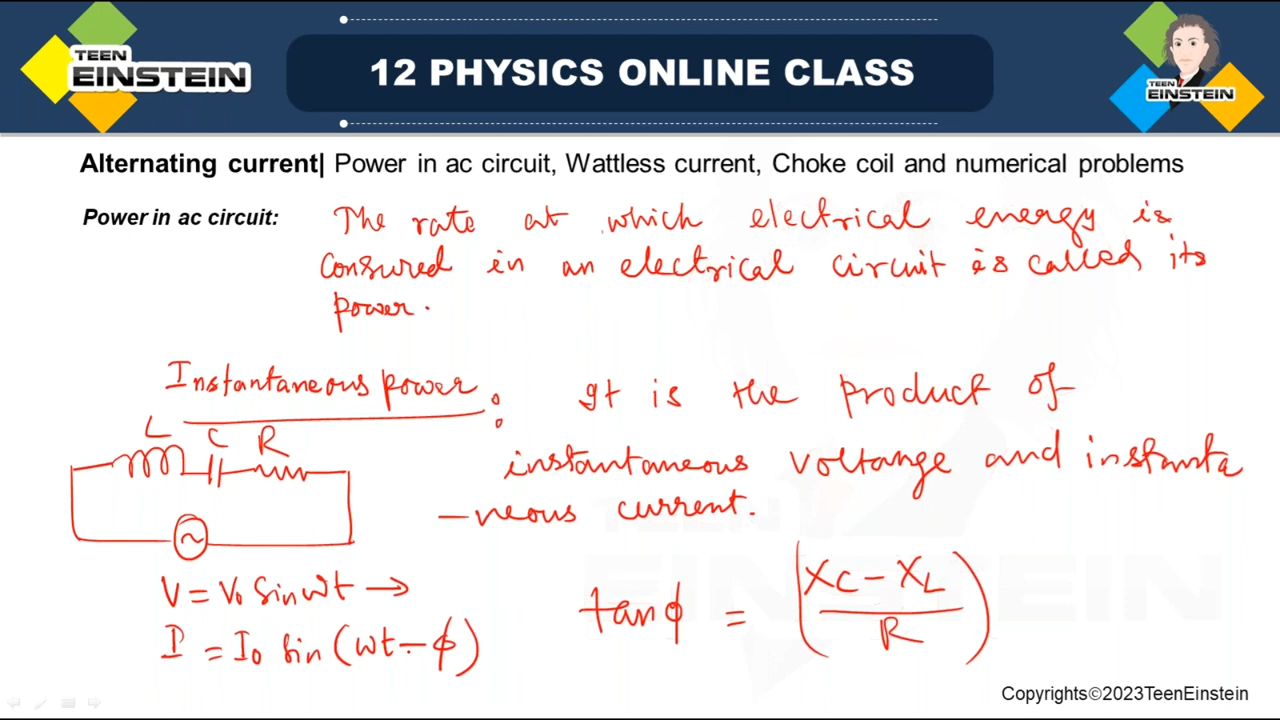 TEEN
EINSTEIN
12 PHYSICS ONLINE CLASS
TEEN
EINSTEIN
Alternating current| Power in ac circuit, Wattless current, Choke coil and numerical problems
Power in ac circuit:
The rate at which electrical energy is
consured in an electrical circuit is called its
power.
Instantaneous power : It is the product of
instantaneous voltange and instanta
-neous current.
L C R
~
V = V₀ Sin ωt →
I = I₀ sin (ωt - φ)
tan φ = (XC - XL / R)
TEEN
EINSTEIN
Copyrights©2023TeenEinstein